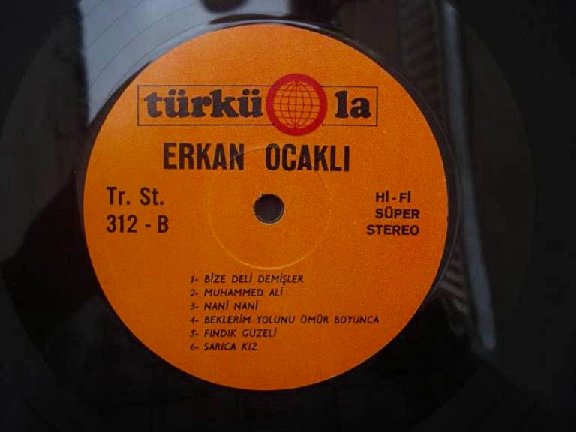 türkü la
ERKAN OCAKLI
Tr. St.
312 - B
Hİ - Fİ
SÜPER
STEREO
1- BİZE DELİ DEMİŞLER
2- MUHAMMED ALİ
3- NANİ NANİ
4- BEKLERİM YOLUNU ÖMÜR BOYUNCA
5- FINDIK GÜZELİ
6- SARICA KIZ